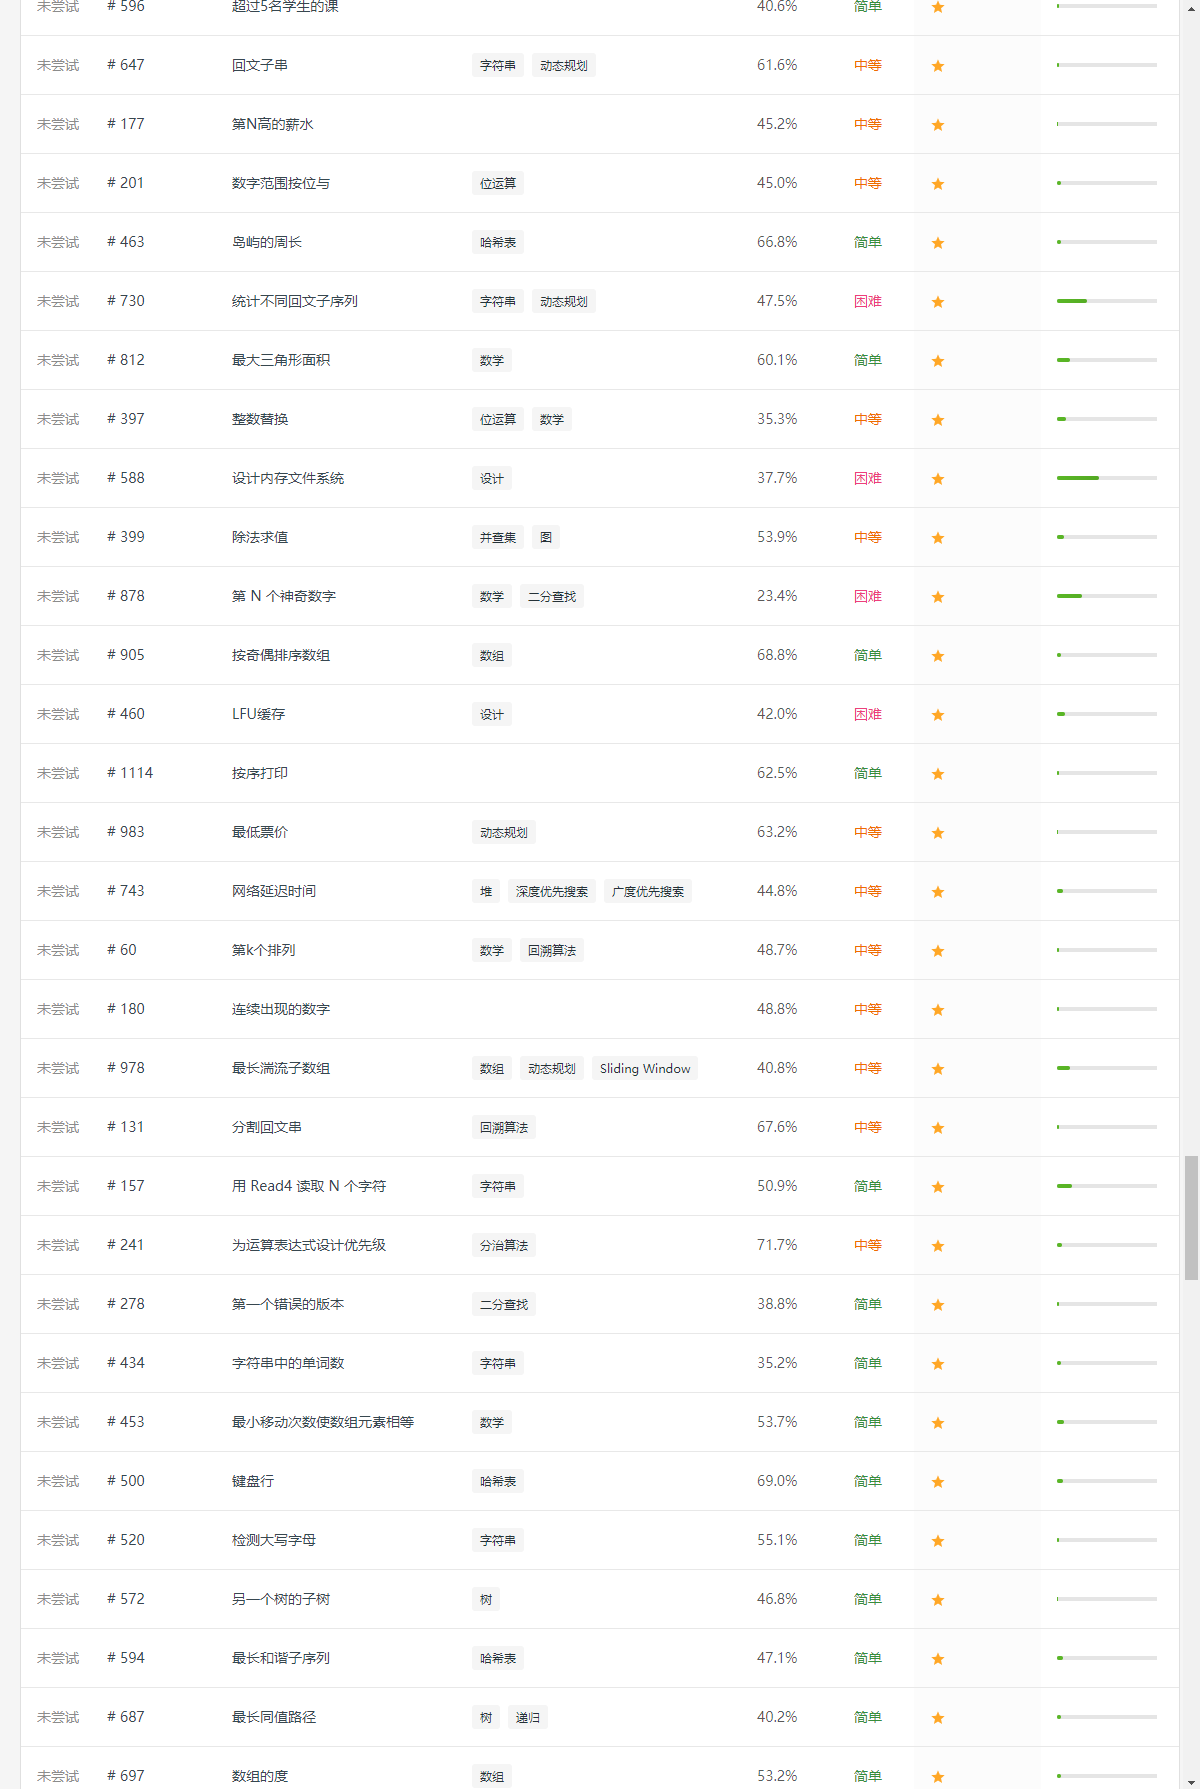 未尝试 # 596 超过5名学生的课 40.6% 简单
未尝试 # 647 回文子串 字符串 动态规划 61.6% 中等
未尝试 # 177 第N高的薪水 45.2% 中等
未尝试 # 201 数字范围按位与 位运算 45.0% 中等
未尝试 # 463 岛屿的周长 哈希表 66.8% 简单
未尝试 # 730 统计不同回文子序列 字符串 动态规划 47.5% 困难
未尝试 # 812 最大三角形面积 数学 60.1% 简单
未尝试 # 397 整数替换 位运算 数学 35.3% 中等
未尝试 # 588 设计内存文件系统 设计 37.7% 困难
未尝试 # 399 除法求值 并查集 图 53.9% 中等
未尝试 # 878 第 N 个神奇数字 数学 二分查找 23.4% 困难
未尝试 # 905 按奇偶排序数组 数组 68.8% 简单
未尝试 # 460 LFU缓存 设计 42.0% 困难
未尝试 # 1114 按序打印 62.5% 简单
未尝试 # 983 最低票价 动态规划 63.2% 中等
未尝试 # 743 网络延迟时间 堆 深度优先搜索 广度优先搜索 44.8% 中等
未尝试 # 60 第k个排列 数学 回溯算法 48.7% 中等
未尝试 # 180 连续出现的数字 48.8% 中等
未尝试 # 978 最长湍流子数组 数组 动态规划 Sliding Window 40.8% 中等
未尝试 # 131 分割回文串 回溯算法 67.6% 中等
未尝试 # 157 用 Read4 读取 N 个字符 字符串 50.9% 简单
未尝试 # 241 为运算表达式设计优先级 分治算法 71.7% 中等
未尝试 # 278 第一个错误的版本 二分查找 38.8% 简单
未尝试 # 434 字符串中的单词数 字符串 35.2% 简单
未尝试 # 453 最小移动次数使数组元素相等 数学 53.7% 简单
未尝试 # 500 键盘行 哈希表 69.0% 简单
未尝试 # 520 检测大写字母 字符串 55.1% 简单
未尝试 # 572 另一个树的子树 树 46.8% 简单
未尝试 # 594 最长和谐子序列 哈希表 47.1% 简单
未尝试 # 687 最长同值路径 树 递归 40.2% 简单
未尝试 # 697 数组的度 数组 53.2% 简单